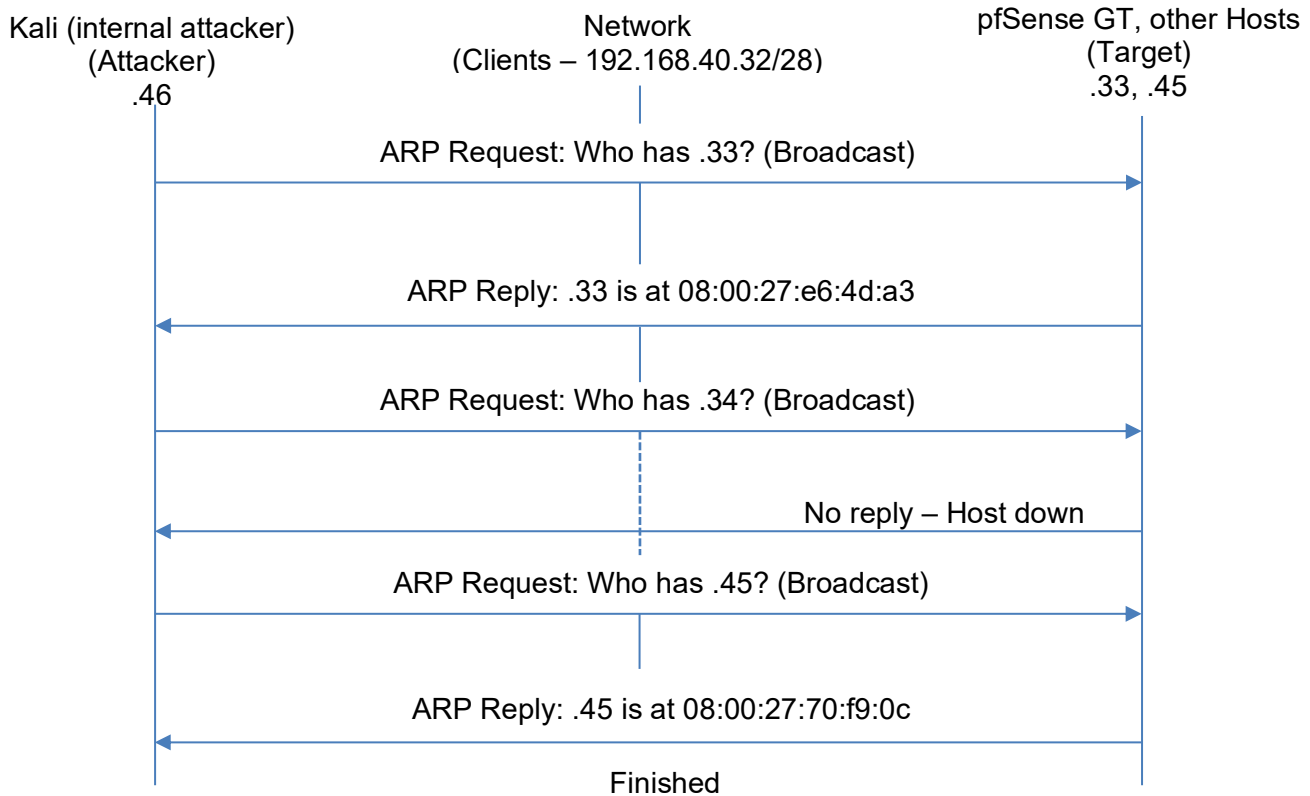 Kali (internal attacker)
(Attacker)
.46
Network
(Clients – 192.168.40.32/28)
pfSense GT, other Hosts
(Target)
.33, .45
ARP Request: Who has .33? (Broadcast)
ARP Reply: .33 is at 08:00:27:e6:4d:a3
ARP Request: Who has .34? (Broadcast)
No reply – Host down
ARP Request: Who has .45? (Broadcast)
ARP Reply: .45 is at 08:00:27:70:f9:0c
Finished